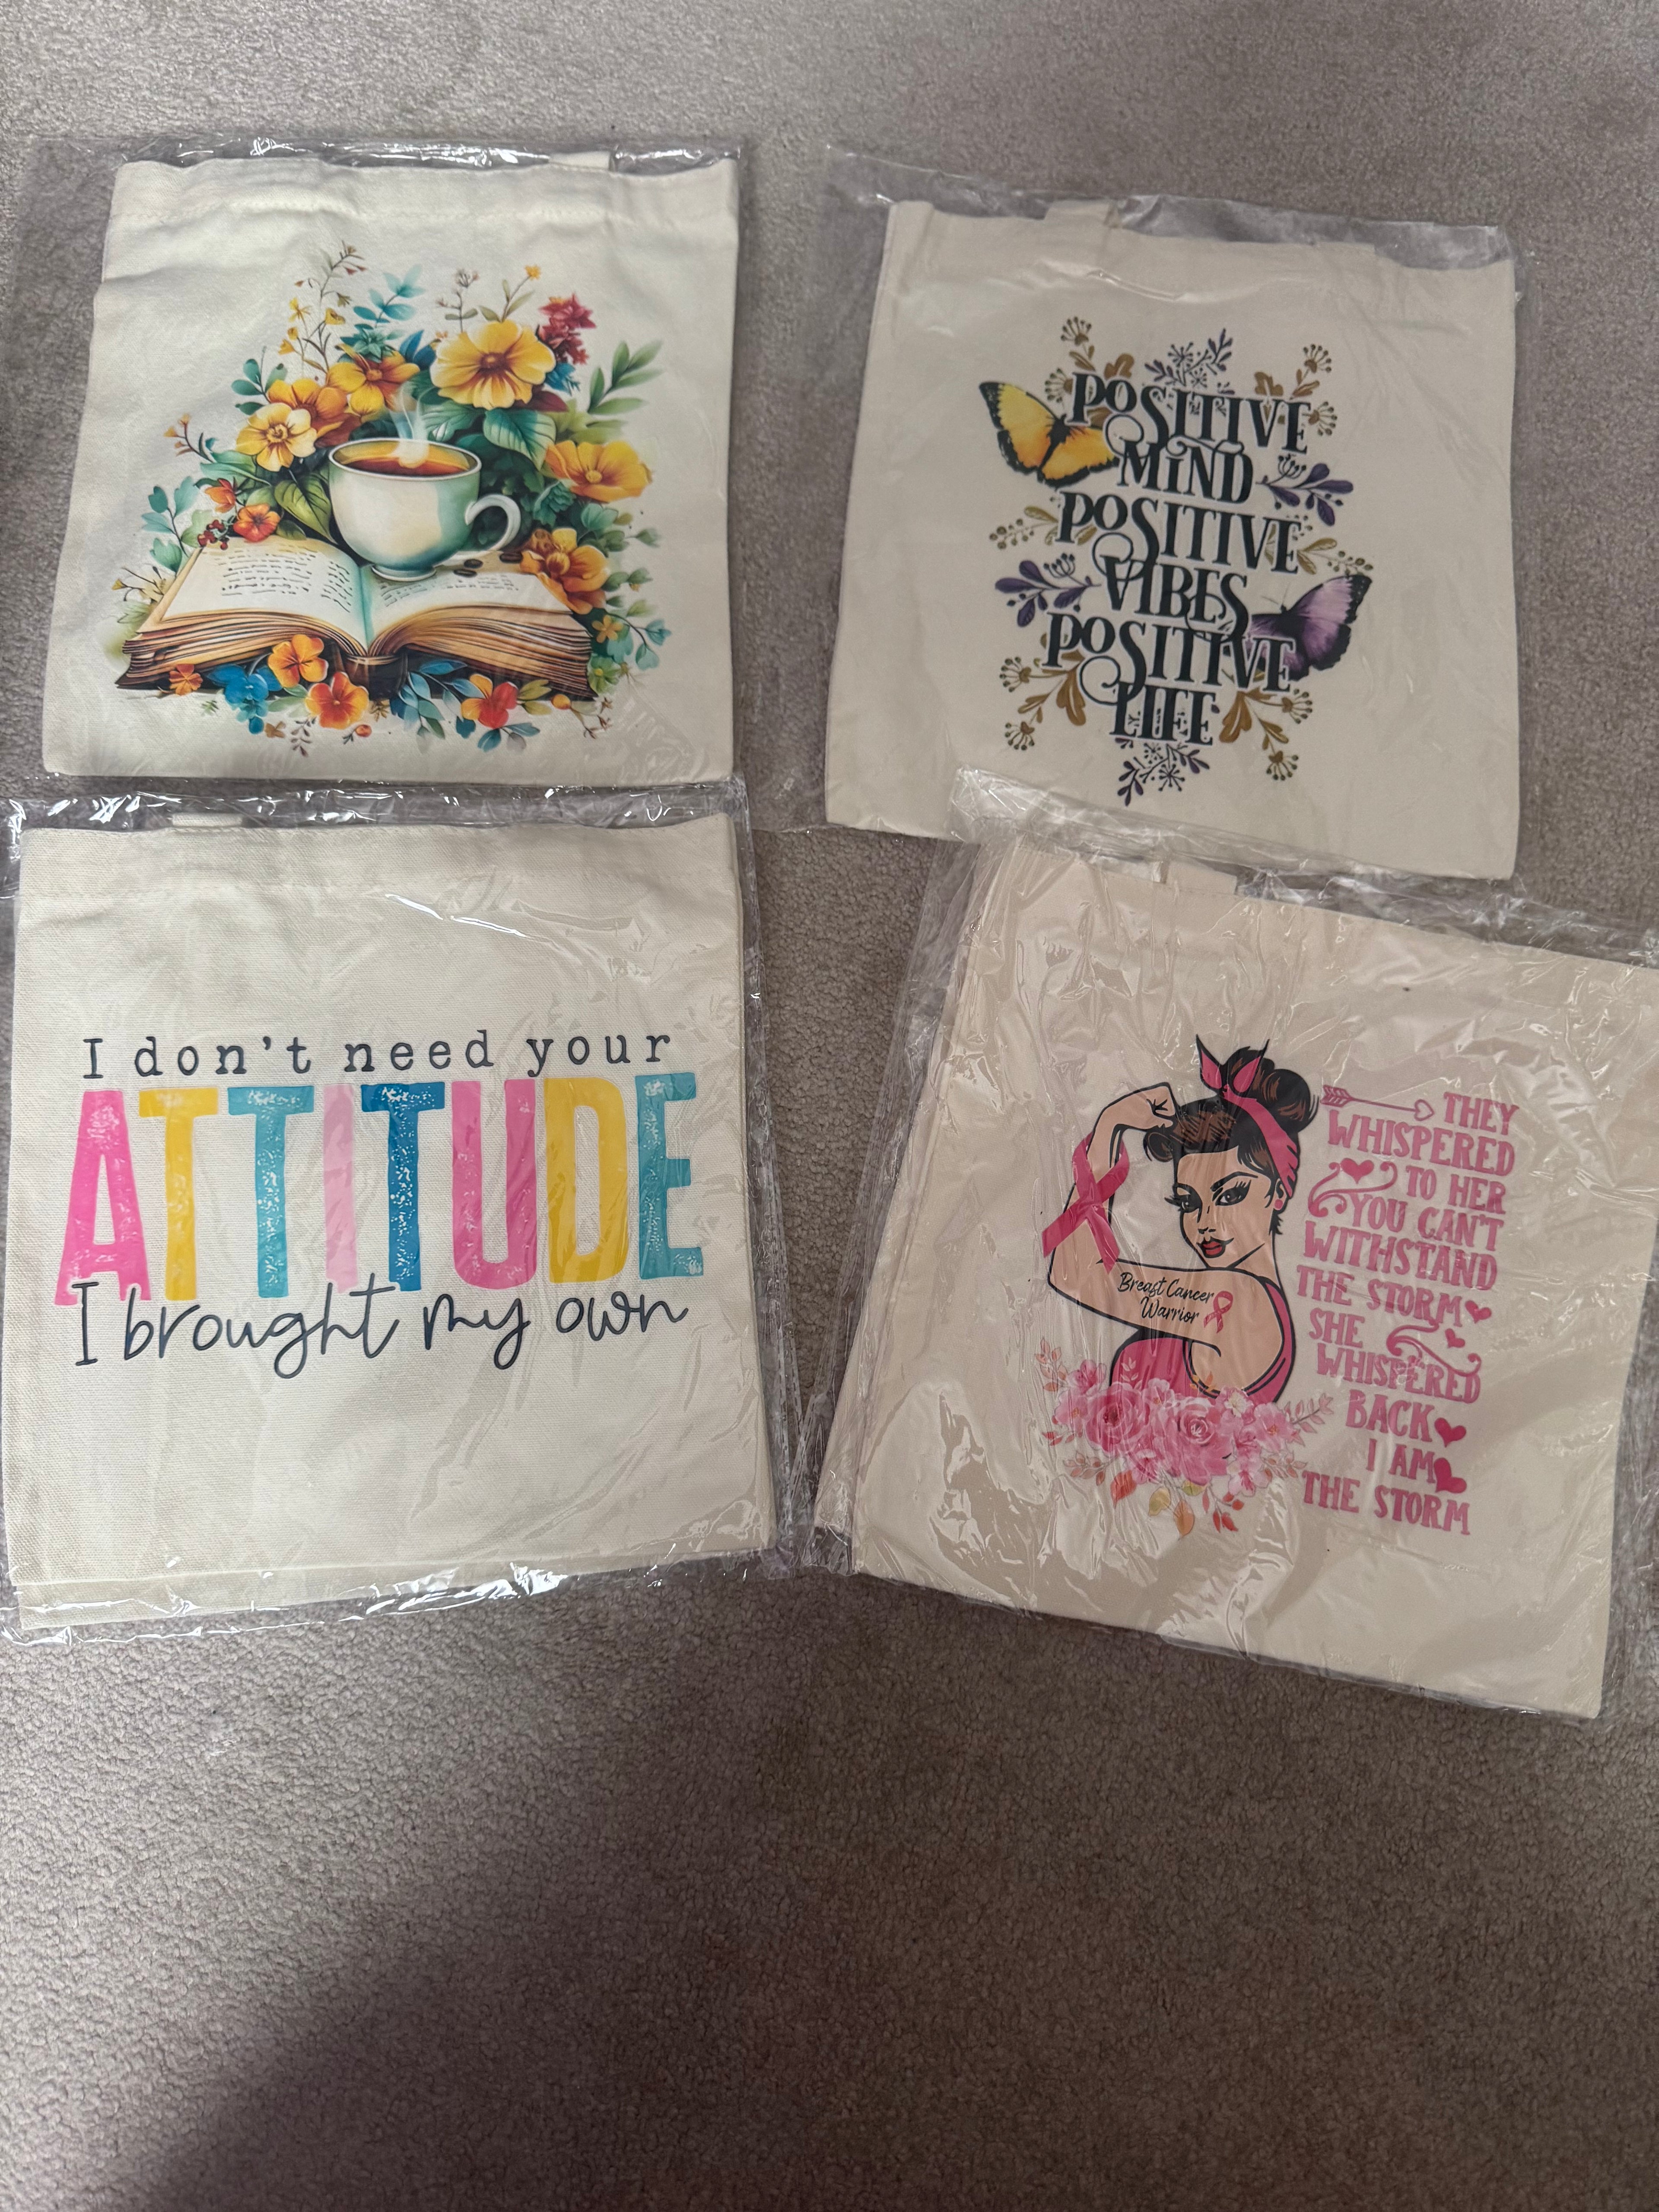 POSITIVE
MIND
POSITIVE
VIBES
POSITIVE
LIFE
I don't need your
ATTITUDE
I brought my own
Breast Cancer
Warrior
THEY
WHISPERED
TO HER
YOU CAN'T
WITHSTAND
THE STORM
SHE
WHISPERED
BACK
I AM
THE STORM